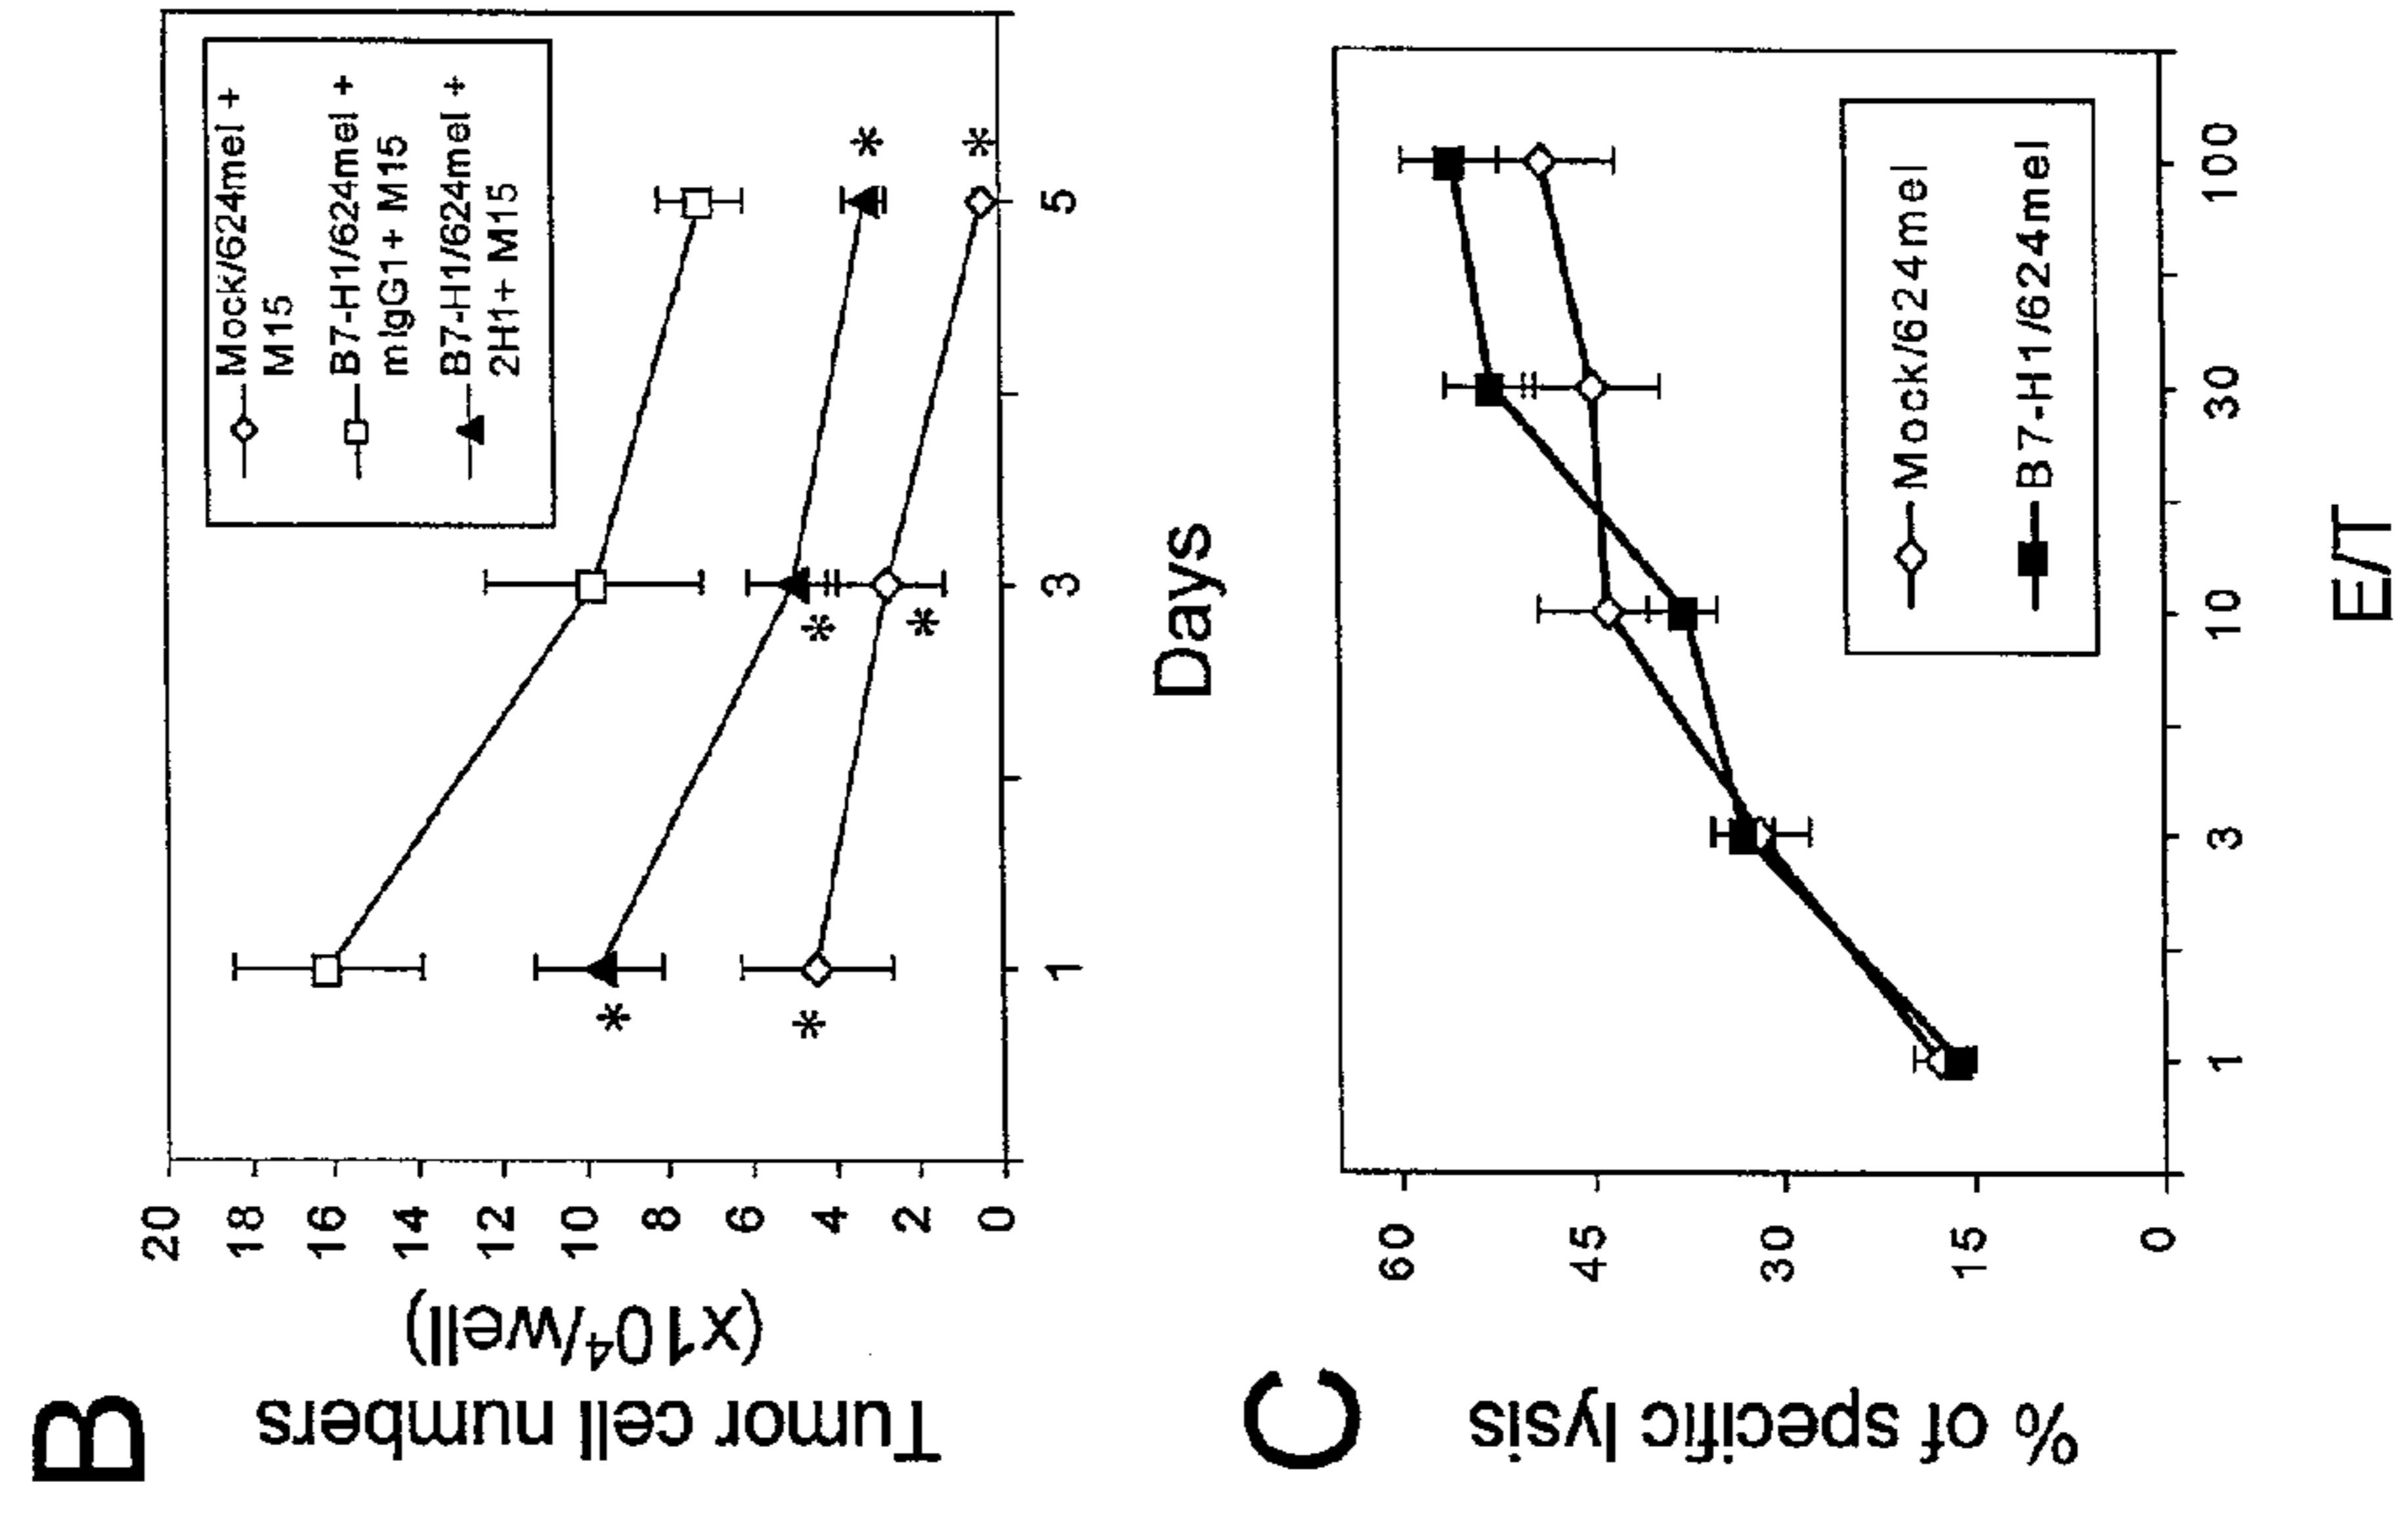 B
Tumor cell numbers
(x10⁴/well)
20
18
16
14
12
10
8
6
4
2
0
Mock/624mel +
M15
B7-H1/624mel +
mIgG1+ M15
B7-H1/624mel +
2H1+ M15
*
*
*
*
*
*
1
3
5
Days
C
% of specific lysis
60
45
30
15
0
Mock/624mel
B7-H1/624mel
1
3
10
30
100
E/T